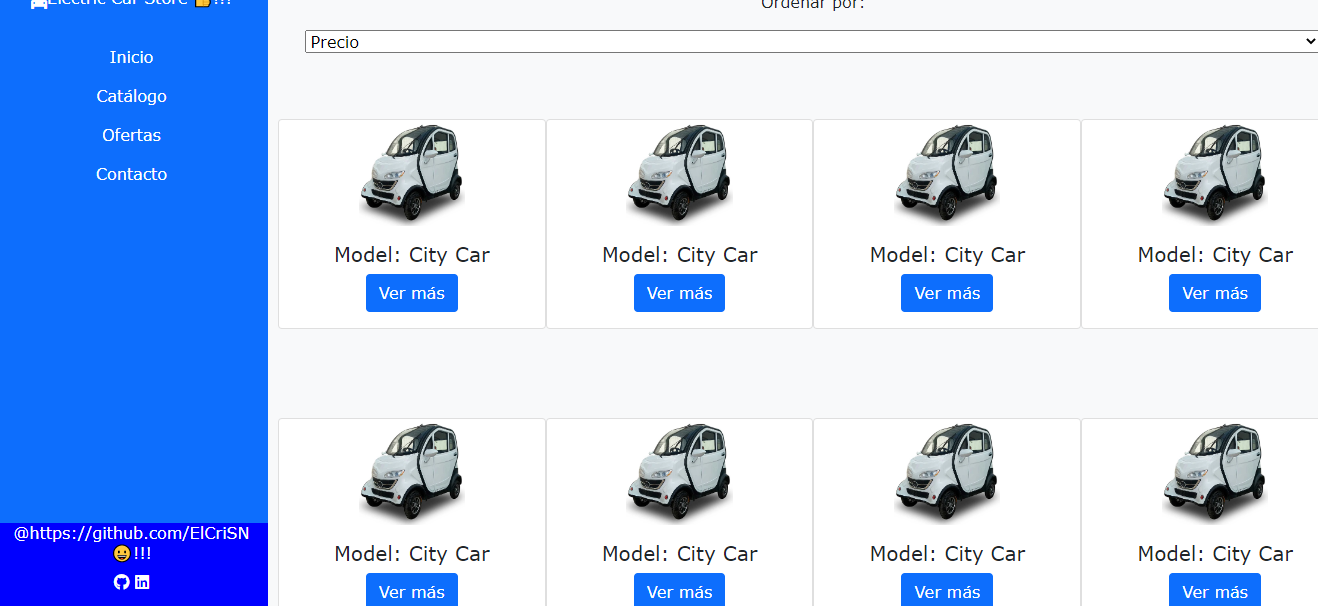 Electric Car Store 👍!!!
Inicio
Catálogo
Ofertas
Contacto
@https://github.com/ElCriSN
😀!!!
Ordenar por:
Precio
Model: City Car
Ver más
Model: City Car
Ver más
Model: City Car
Ver más
Model: City Car
Ver más
Model: City Car
Ver más
Model: City Car
Ver más
Model: City Car
Ver más
Model: City Car
Ver más